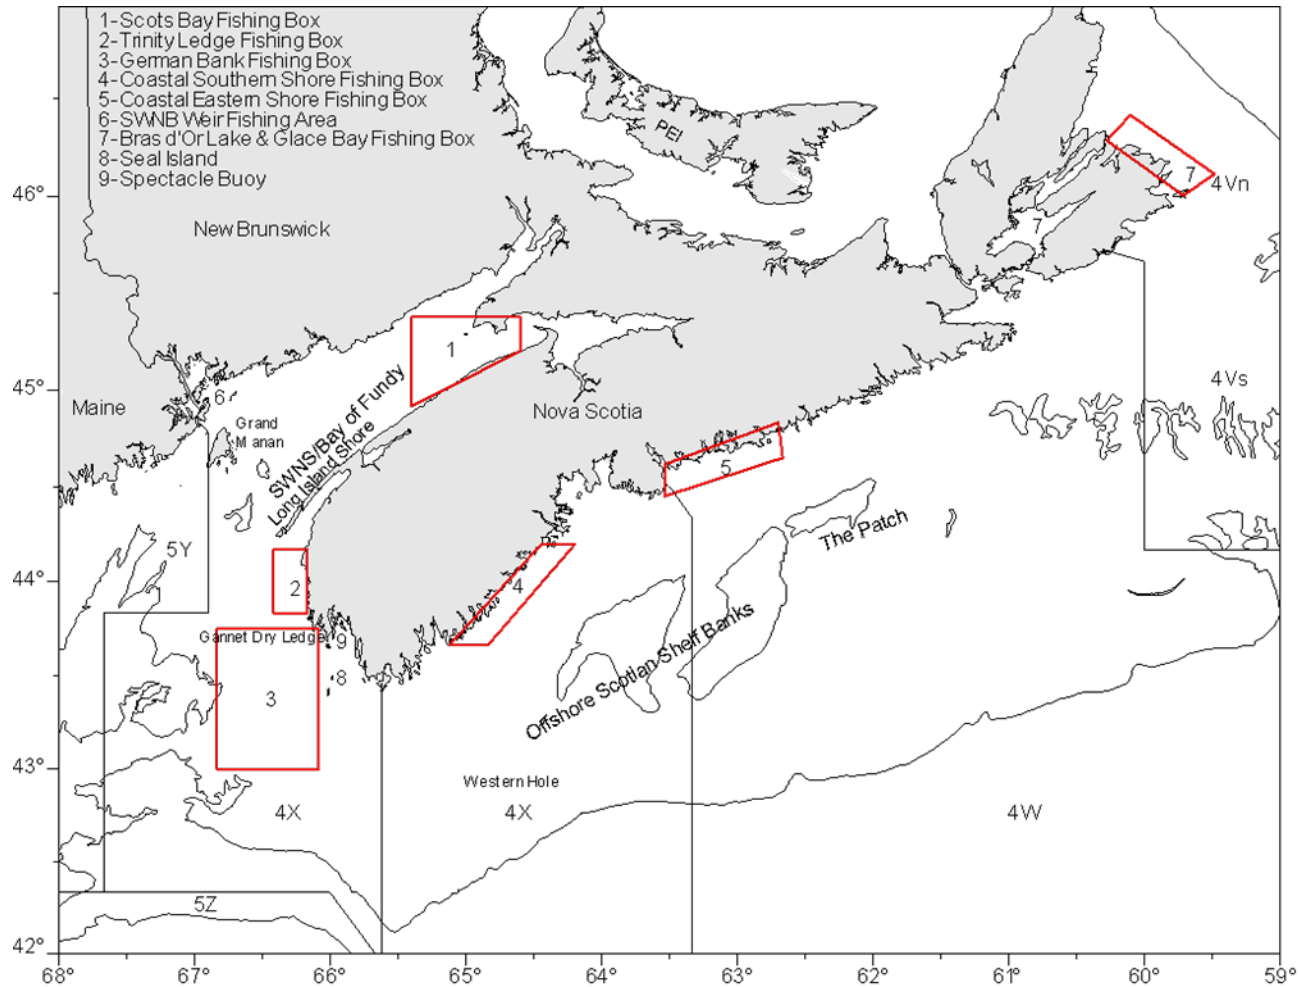 1-Scots Bay Fishing Box
2-Trinity Ledge Fishing Box
3-German Bank Fishing Box
4-Coastal Southern Shore Fishing Box
5-Coastal Eastern Shore Fishing Box
6-SWNB Weir Fishing Area
7-Bras d'Or Lake & Glace Bay Fishing Box
8-Seal Island
9-Spectacle Buoy
PEI
7
4Vn
46°
New Brunswick
7
1
45°
4Vs
6
Maine
Nova Scotia
Grand
Manan
SWNS/Bay of Fundy
Long Island Shore
5
The Patch
5Y
44°
2
4
Gannet Dry Ledge
9
Offshore Scotian Shelf Banks
8
3
43°
Western Hole
4X
4X
4W
5Z
42°
68°
67°
66°
65°
64°
63°
62°
61°
60°
59°